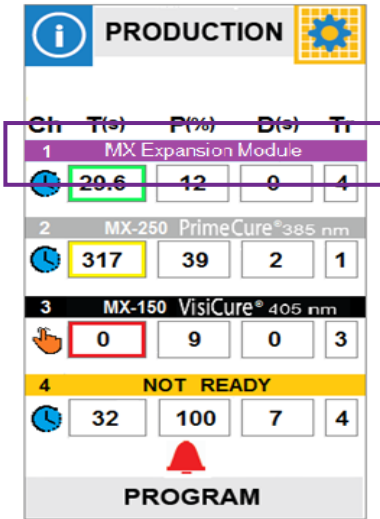 i PRODUCTION
Ch T(s) P(%) D(s) Tr
1 MX Expansion Module
29.6 12 0 4
2 MX-250 PrimeCure® 385 nm
317 39 2 1
3 MX-150 VisiCure® 405 nm
0 9 0 3
4 NOT READY
32 100 7 4
PROGRAM